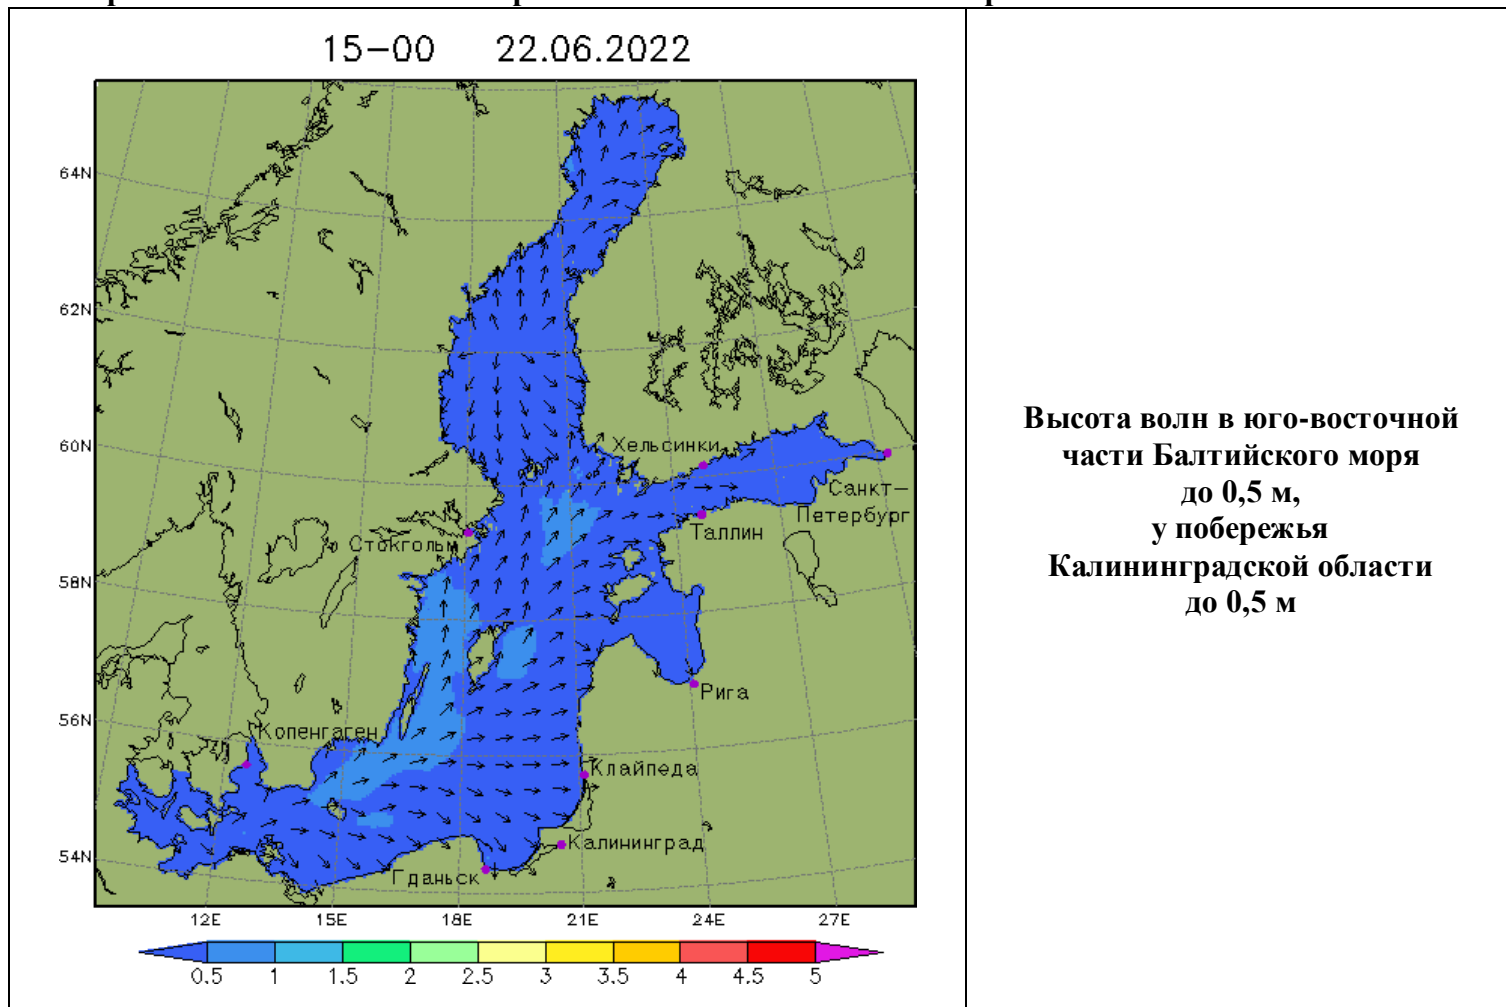 15-00 22.06.2022
64N
62N
60N
58N
56N
54N
Хельсинки
Санкт-
Петербург
Таллин
Стокгольм
Рига
Копенгаген
Клайпеда
Калининград
Гданьск
12E 15E 18E 21E 24E 27E
0.5 1 1.5 2 2.5 3 3.5 4 4.5 5
Высота волн в юго-восточной
части Балтийского моря
до 0,5 м,
у побережья
Калининградской области
до 0,5 м